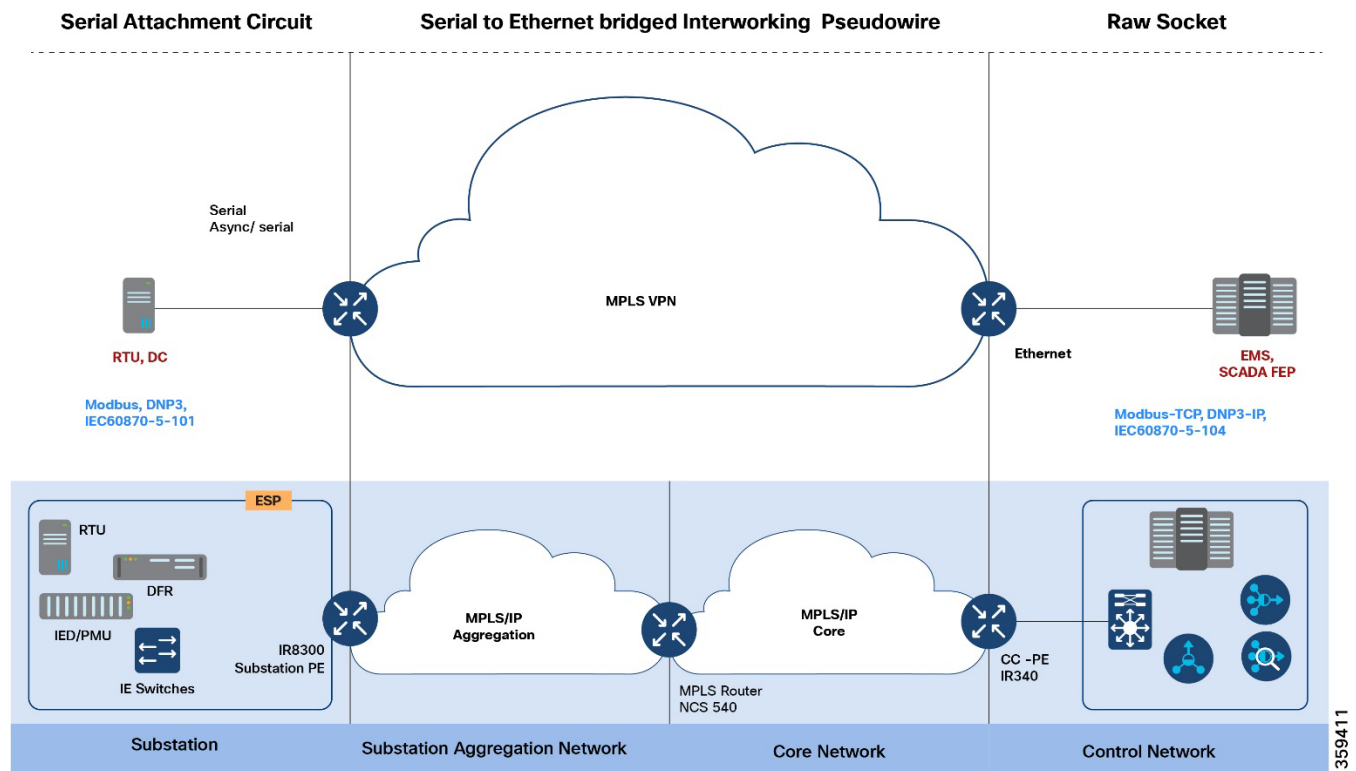 Serial Attachment Circuit
Serial to Ethernet bridged Interworking Pseudowire
Raw Socket
Serial
Async/ serial
MPLS VPN
Ethernet
RTU, DC
EMS,
SCADA FEP
Modbus, DNP3,
IEC60870-5-101
Modbus-TCP, DNP3-IP,
IEC60870-5-104
ESP
RTU
DFR
IED/PMU
IE Switches
IR8300
Substation PE
MPLS/IP
Aggregation
MPLS Router
NCS 540
MPLS/IP
Core
CC -PE
IR340
Substation
Substation Aggregation Network
Core Network
Control Network
359411